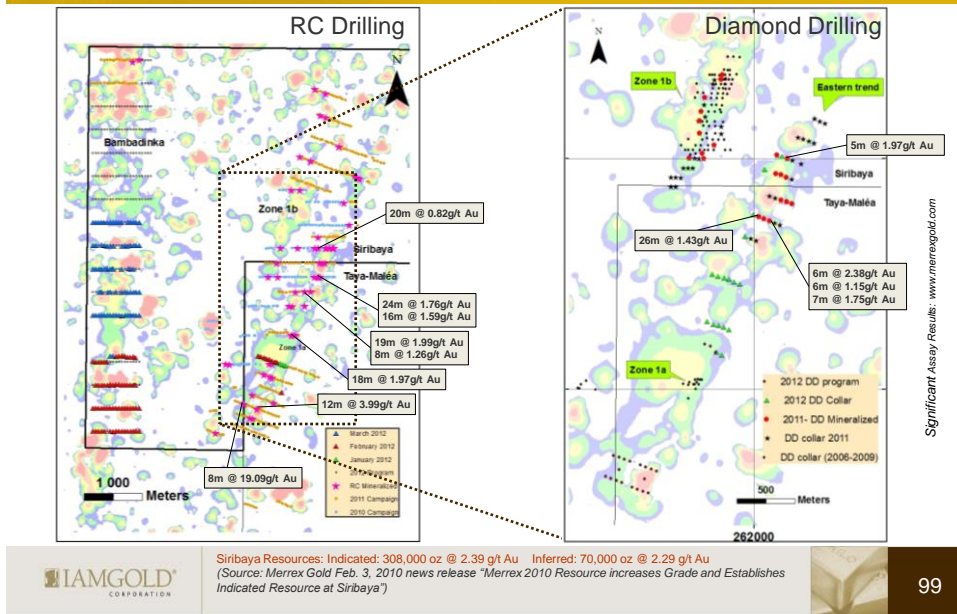 RC Drilling
N
Bambadinka
Zone 1b
20m @ 0.82g/t Au
Siribaya
Taya-Maléa
24m @ 1.76g/t Au
16m @ 1.59g/t Au
19m @ 1.99g/t Au
8m @ 1.26g/t Au
Zone 1a
18m @ 1.97g/t Au
12m @ 3.99g/t Au
8m @ 19.09g/t Au
March 2012
February 2012
January 2012
2012 Program
RC Mineralized
2011 Campaign
2010 Campaign
1 000
Meters
Diamond Drilling
N
Zone 1b
Eastern trend
5m @ 1.97g/t Au
Siribaya
Taya-Maléa
26m @ 1.43g/t Au
6m @ 2.38g/t Au
6m @ 1.15g/t Au
7m @ 1.75g/t Au
Zone 1a
2012 DD program
2012 DD Collar
2011- DD Mineralized
DD collar 2011
DD collar (2006-2009)
500
Meters
262000
Significant Assay Results: www.merrexgold.com
IAMGOLD®
CORPORATION
Siribaya Resources: Indicated: 308,000 oz @ 2.39 g/t Au Inferred: 70,000 oz @ 2.29 g/t Au
(Source: Merrex Gold Feb. 3, 2010 news release “Merrex 2010 Resource increases Grade and Establishes
Indicated Resource at Siribaya”)
99